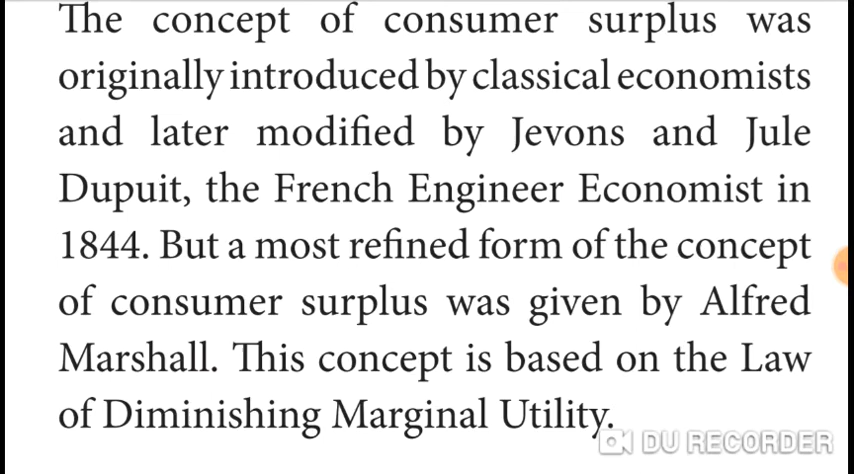 The concept of consumer surplus was
originally introduced by classical economists
and later modified by Jevons and Jule
Dupuit, the French Engineer Economist in
1844. But a most refined form of the concept
of consumer surplus was given by Alfred
Marshall. This concept is based on the Law
of Diminishing Marginal Utility.
DU RECORDER